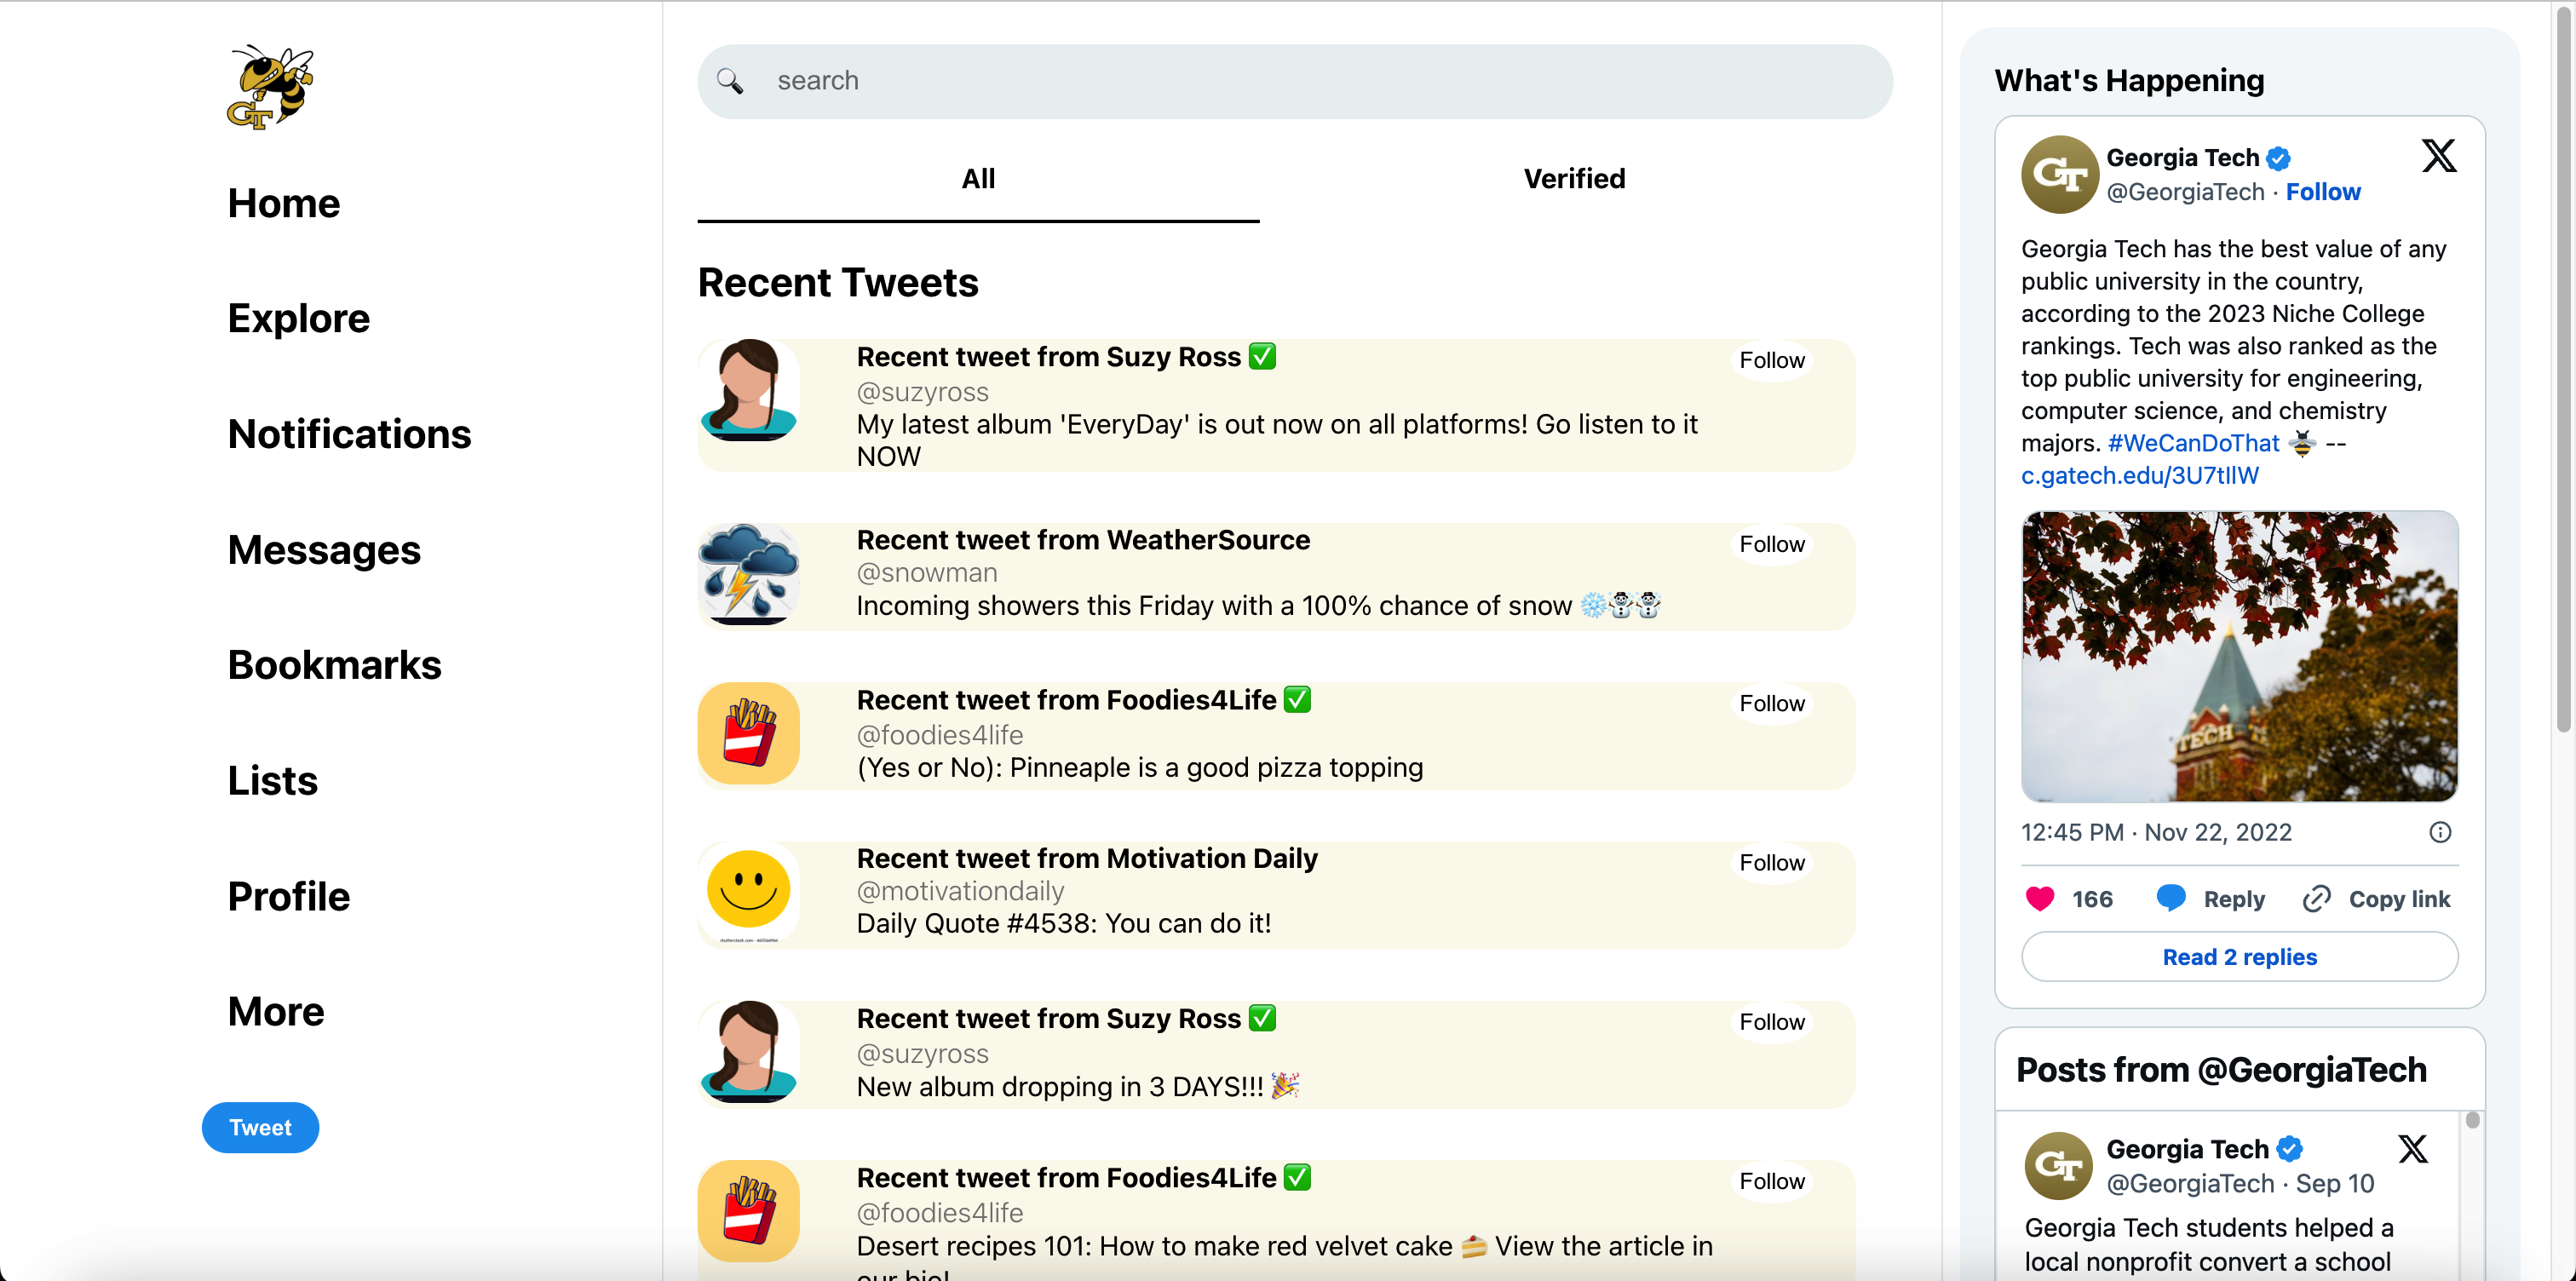 GT
Home
Explore
Notifications
Messages
Bookmarks
Lists
Profile
More
Tweet
search
All
Verified
Recent Tweets
Recent tweet from Suzy Ross ✅
Follow
@suzyross
My latest album 'EveryDay' is out now on all platforms! Go listen to it
NOW
Recent tweet from WeatherSource
Follow
@snowman
Incoming showers this Friday with a 100% chance of snow ❄️☃️☃️
Recent tweet from Foodies4Life ✅
Follow
@foodies4life
(Yes or No): Pinneaple is a good pizza topping
Recent tweet from Motivation Daily
Follow
@motivationdaily
Daily Quote #4538: You can do it!
Recent tweet from Suzy Ross ✅
Follow
@suzyross
New album dropping in 3 DAYS!!! 🎉
Recent tweet from Foodies4Life ✅
Follow
@foodies4life
Desert recipes 101: How to make red velvet cake 🍰 View the article in
our bio!
What's Happening
GT
Georgia Tech
@GeorgiaTech · Follow
Georgia Tech has the best value of any
public university in the country,
according to the 2023 Niche College
rankings. Tech was also ranked as the
top public university for engineering,
computer science, and chemistry
majors. #WeCanDoThat 🐝 --
c.gatech.edu/3U7tIlW
TECH
12:45 PM · Nov 22, 2022
166
Reply
Copy link
Read 2 replies
Posts from @GeorgiaTech
GT
Georgia Tech
@GeorgiaTech · Sep 10
Georgia Tech students helped a
local nonprofit convert a school